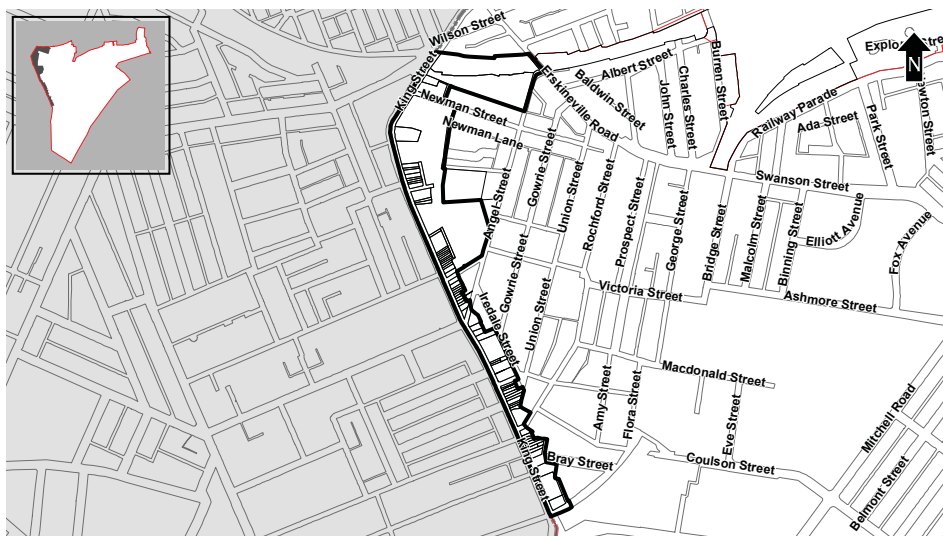 Wilson Street
King Street
Newman Street
Newman Lane
Erskineville Road
Baldwin Street
Albert Street
John Street
Charles Street
Burren Street
Railway Parade
Ada Street
Park Street
N
Swanson Street
Angel Street
Gowrie Street
Union Street
Rochford Street
Prospect Street
George Street
Bridge Street
Malcolm Street
Binning Street
Elliott Avenue
Fox Avenue
Iredale Street
Gowrie Street
Union Street
Victoria Street
Ashmore Street
Macdonald Street
Amy Street
Flora Street
Eve Street
Mitchell Road
King Street
Bray Street
Coulson Street
Belmont Street